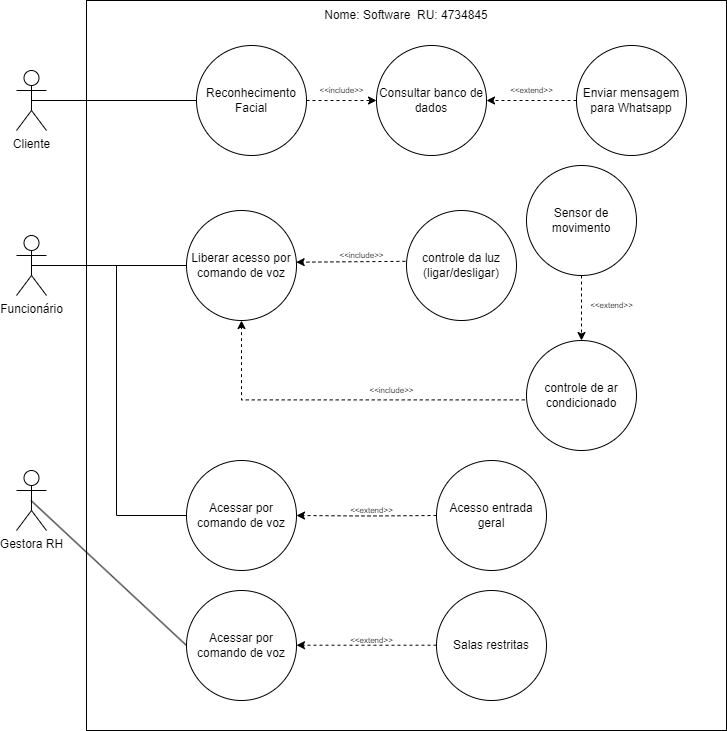 Nome: Software  RU: 4734845
Cliente
Reconhecimento
Facial
<<include>>
Consultar banco de
dados
<<extend>>
Enviar mensagem
para Whatsapp
Funcionário
Liberar acesso por
comando de voz
<<include>>
controle da luz
(ligar/desligar)
Sensor de
movimento
<<extend>>
<<include>>
controle de ar
condicionado
Gestora RH
Acessar por
comando de voz
<<extend>>
Acesso entrada
geral
Acessar por
comando de voz
<<extend>>
Salas restritas